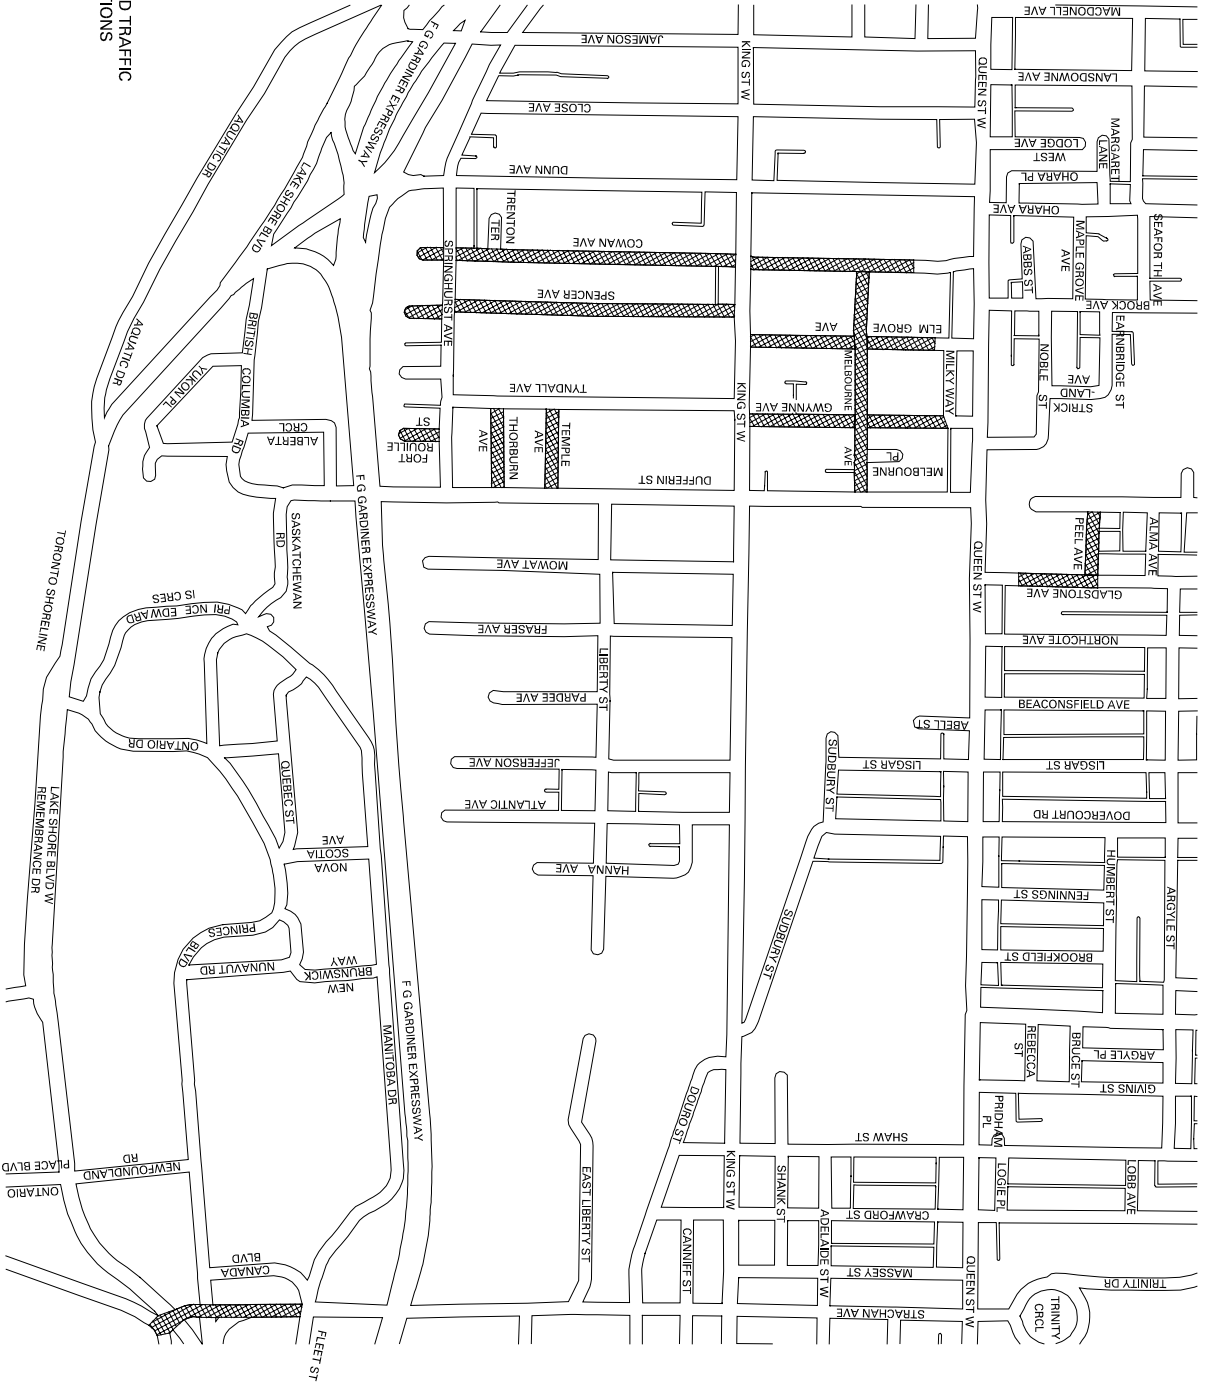 D TRAFFIC
TIONS
MACDONELL AVE
JAMESON AVE
F G GARDINER EXPRESSWAY
KING ST W
QUEEN ST W
LANSDOWNE AVE
CLOSE AVE
MARGARET
LANE
WEST
LODGE AVE
AQUATIC DR
LAKE SHORE BLVD
DUNN AVE
OHARA PL
OHARA AVE
TRENTON
TER
COWAN AVE
SPRINGHURST AVE
ABBS ST
MAPLE GROVE
AVE
SEAFORTH AVE
SPENCER AVE
BROCK AVE
AQUATIC DR
BRITISH
COLUMBIA
RD
YUKON PL
ELM GROVE
AVE
MELBOURNE
AVE
MILKY WAY
NOBLE ST
EARNBRIDGE ST
STRICK
-LAND
AVE
TYNDALL AVE
KING ST W
GWYNNE AVE
ALBERTA
CRCL
FORT
ROUILLE
ST
THORBURN
AVE
TEMPLE
AVE
MELBOURNE
PL
DUFFERIN ST
F G GARDINER EXPRESSWAY
TORONTO SHORELINE
SASKATCHEWAN
RD
PEEL AVE
ALMA AVE
QUEEN ST W
GLADSTONE AVE
MOWAT AVE
PRINCE EDWARD
IS CRES
FRASER AVE
NORTHCOTE AVE
LIBERTY ST
PARDEE AVE
BEACONSFIELD AVE
ABELL ST
ONTARIO DR
SUDBURY ST
LISGAR ST
LISGAR ST
JEFFERSON AVE
QUEBEC ST
ATLANTIC AVE
DOVERCOURT RD
LAKE SHORE BLVD W
REMEMBRANCE DR
NOVA
SCOTIA
AVE
HANNA AVE
HUMBERT ST
ARGYLE ST
FENNINGS ST
SUDBURY ST
PRINCES
BLVD
BROOKFIELD ST
NUNAVUT RD
NEW
BRUNSWICK
WAY
F G GARDINER EXPRESSWAY
MANITOBA DR
REBECCA
ST
BRUCE ST
ARGYLE PL
GIVINS ST
DOURO ST
PRIDHAM
PL
SHAW ST
ONTARIO
PLACE BLVD
NEWFOUNDLAND
RD
EAST LIBERTY ST
KING ST W
SHANK ST
LOGIE PL
LOBB AVE
CRAWFORD ST
CANNIFF ST
ADELAIDE ST W
QUEEN ST W
CANADA
BLVD
MASSEY ST
TRINITY DR
STRACHAN AVE
TRINITY
CRCL
FLEET ST